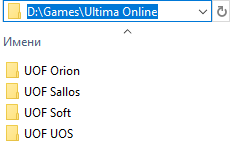 D:\Games\Ultima Online
Имени
UOF Orion
UOF Sallos
UOF Soft
UOF UOS